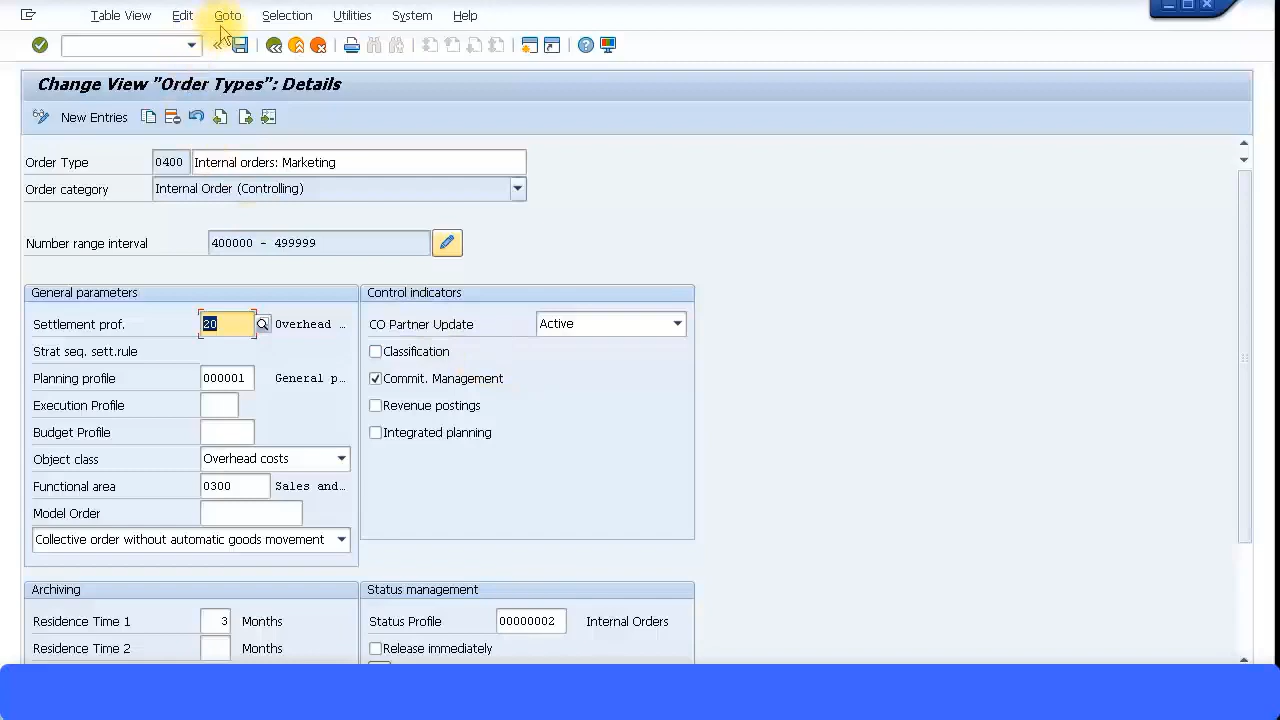 Table View Edit Goto Selection Utilities System Help
Change View "Order Types": Details
New Entries
Order Type 0400 Internal orders: Marketing
Order category Internal Order (Controlling)
Number range interval 400000 - 499999
General parameters
Settlement prof. 20 Overhead …
Strat seq. sett.rule
Planning profile 000001 General p…
Execution Profile
Budget Profile
Object class Overhead costs
Functional area 0300 Sales and…
Model Order
Collective order without automatic goods movement
Control indicators
CO Partner Update Active
Classification
Commit. Management
Revenue postings
Integrated planning
Archiving
Residence Time 1 3 Months
Residence Time 2 Months
Status management
Status Profile 00000002 Internal Orders
Release immediately